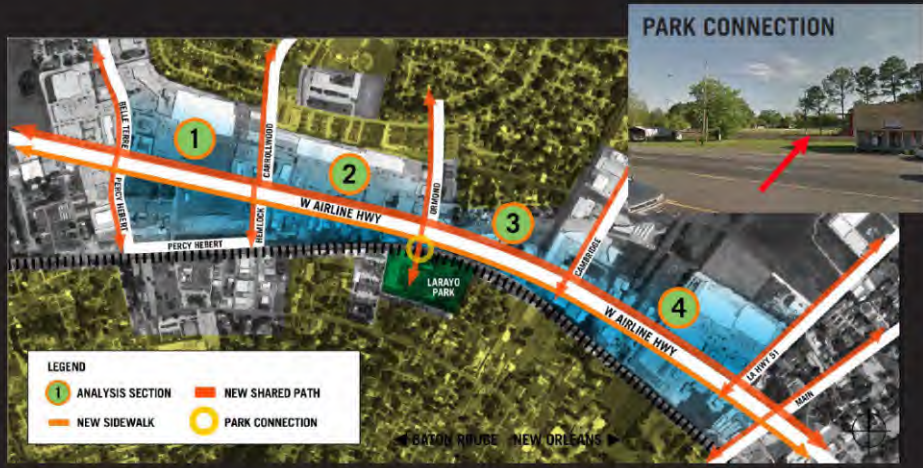 PARK CONNECTION
BELLE TERRE
1
CARROLLWOOD
2
ORMOND
W AIRLINE HWY
3
PERCY HEBERT
HEMLOCK
PERCY HEBERT
CAMBRIDGE
LARAYO
PARK
4
W AIRLINE HWY
LA HWY 51
MAIN
LEGEND
1 ANALYSIS SECTION
NEW SHARED PATH
NEW SIDEWALK
PARK CONNECTION
BATON ROUGE NEW ORLEANS